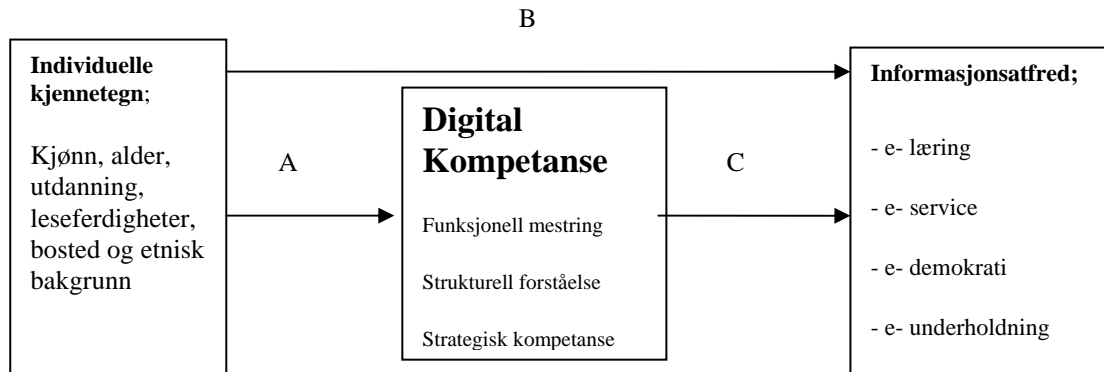 B
Individuelle
kjennetegn;
Kjønn, alder,
utdanning,
leseferdigheter,
bosted og etnisk
bakgrunn
A
Digital
Kompetanse
Funksjonell mestring
Strukturell forståelse
Strategisk kompetanse
C
Informasjonsatfred;
- e- læring
- e- service
- e- demokrati
- e- underholdning